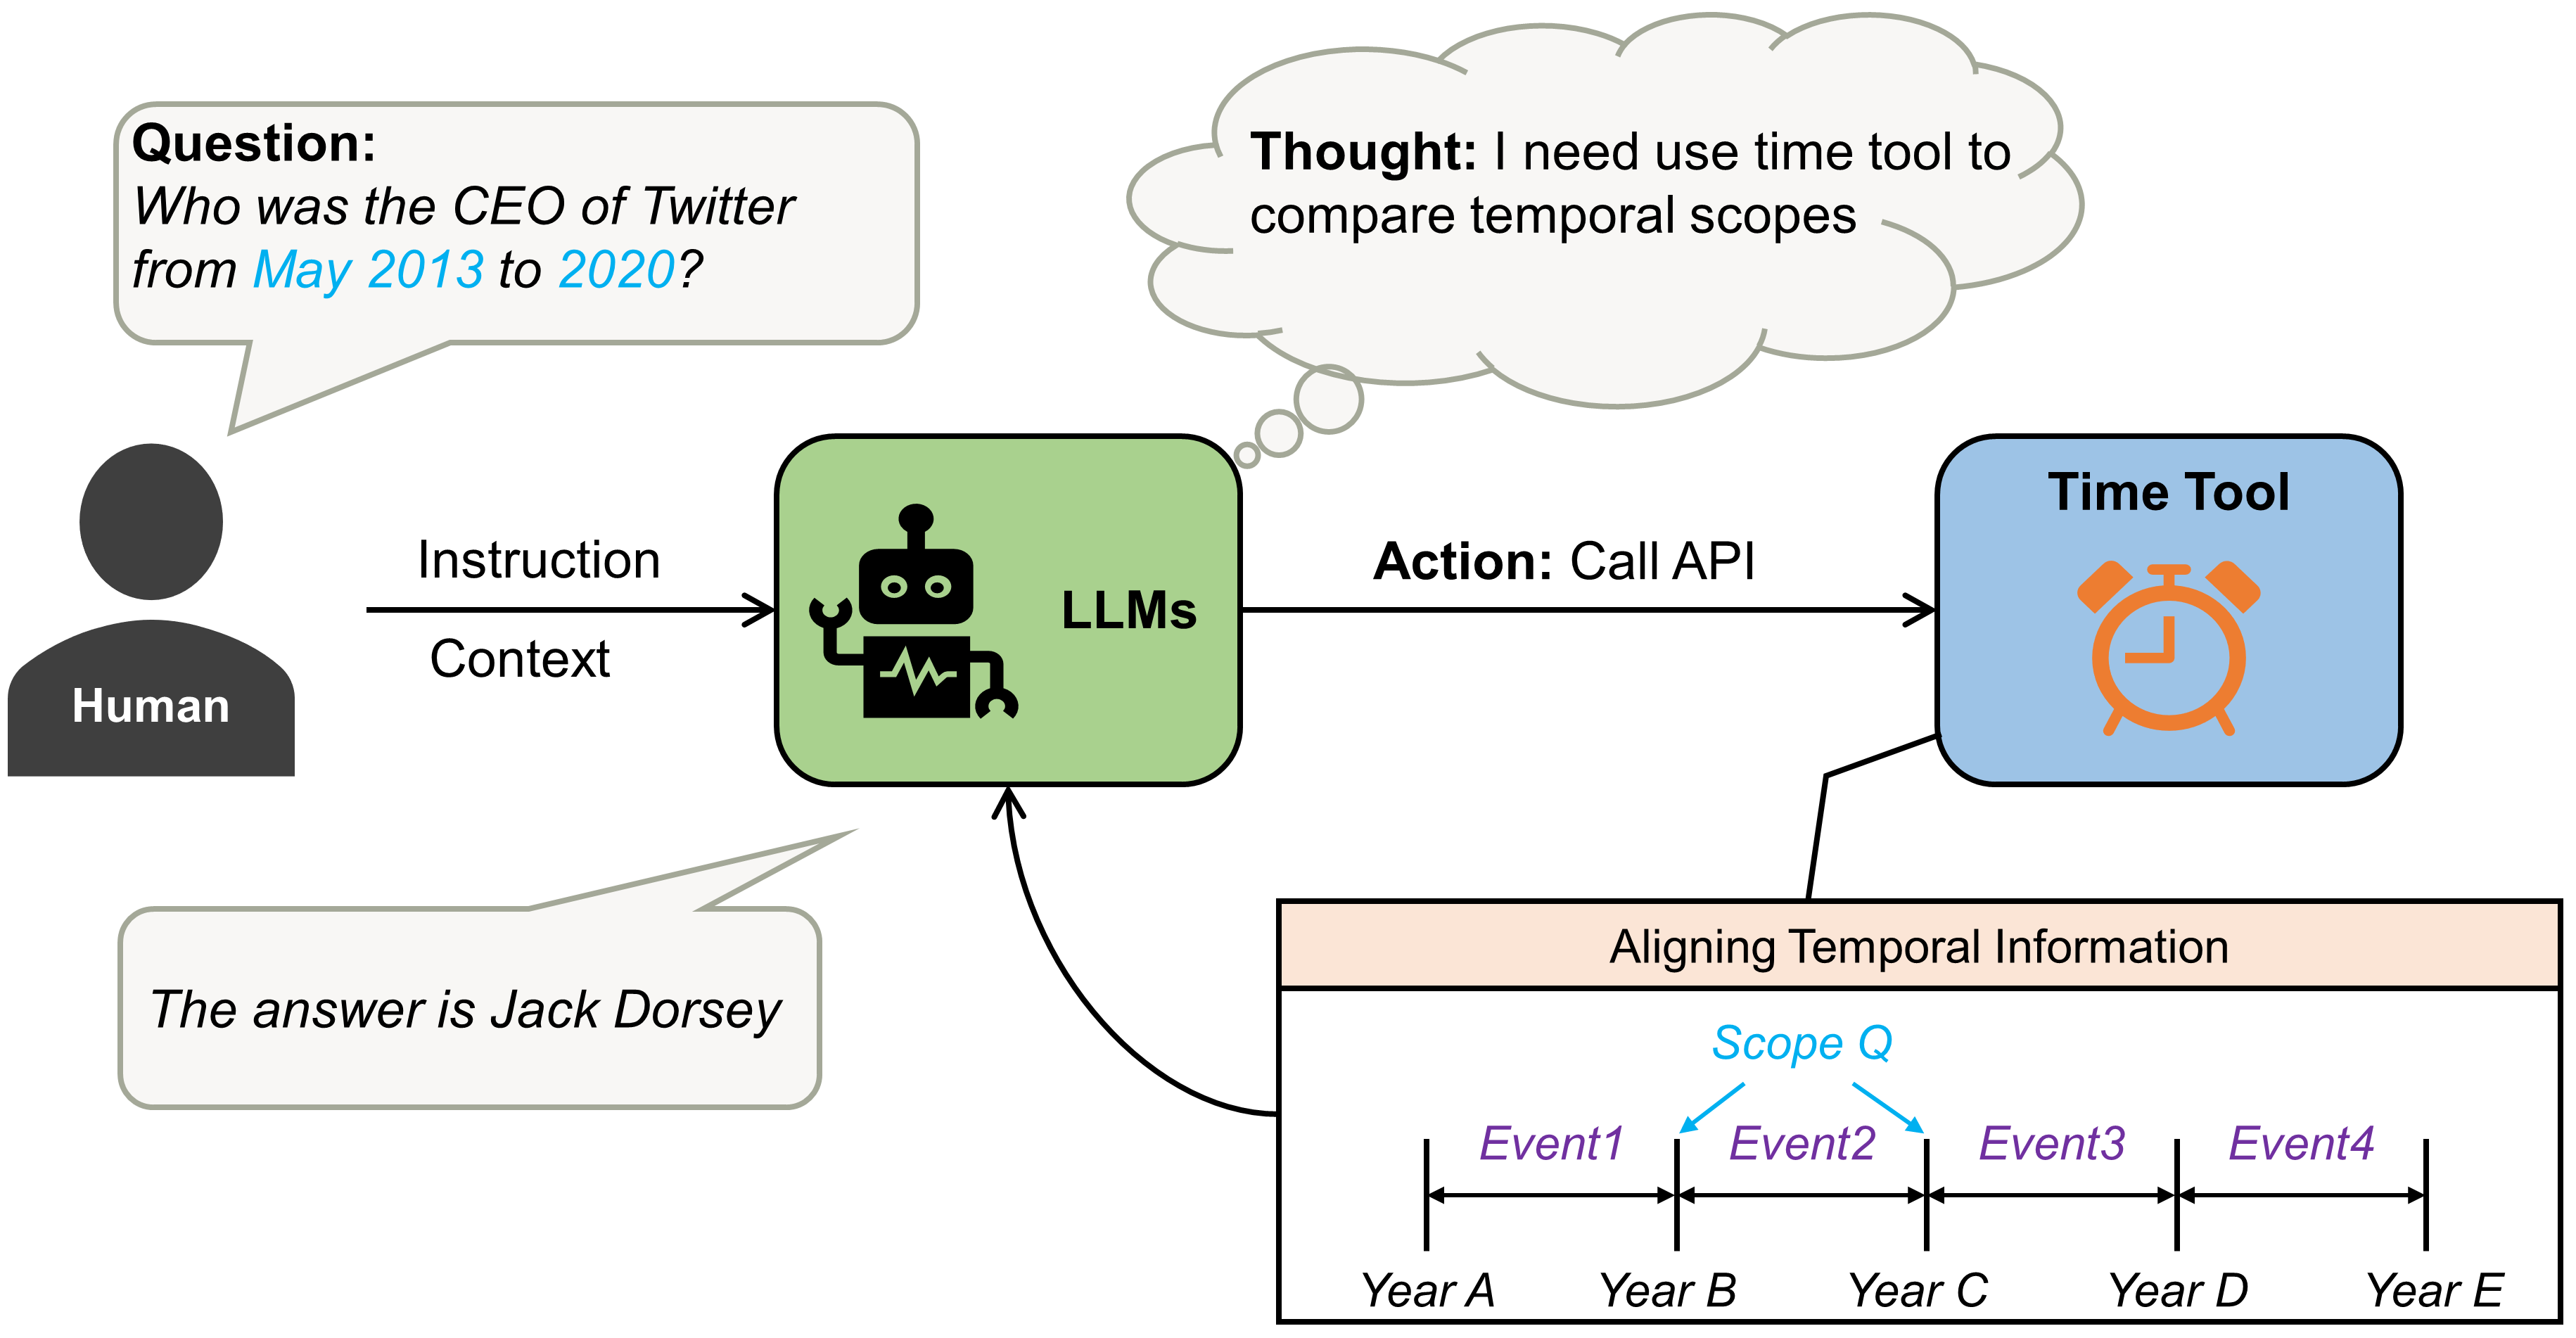 Question:
Who was the CEO of Twitter
from May 2013 to 2020?
Thought: I need use time tool to
compare temporal scopes
Human
Instruction
Context
LLMs
Action: Call API
Time Tool
The answer is Jack Dorsey
Aligning Temporal Information
Scope Q
Event1 Event2 Event3 Event4
Year A Year B Year C Year D Year E